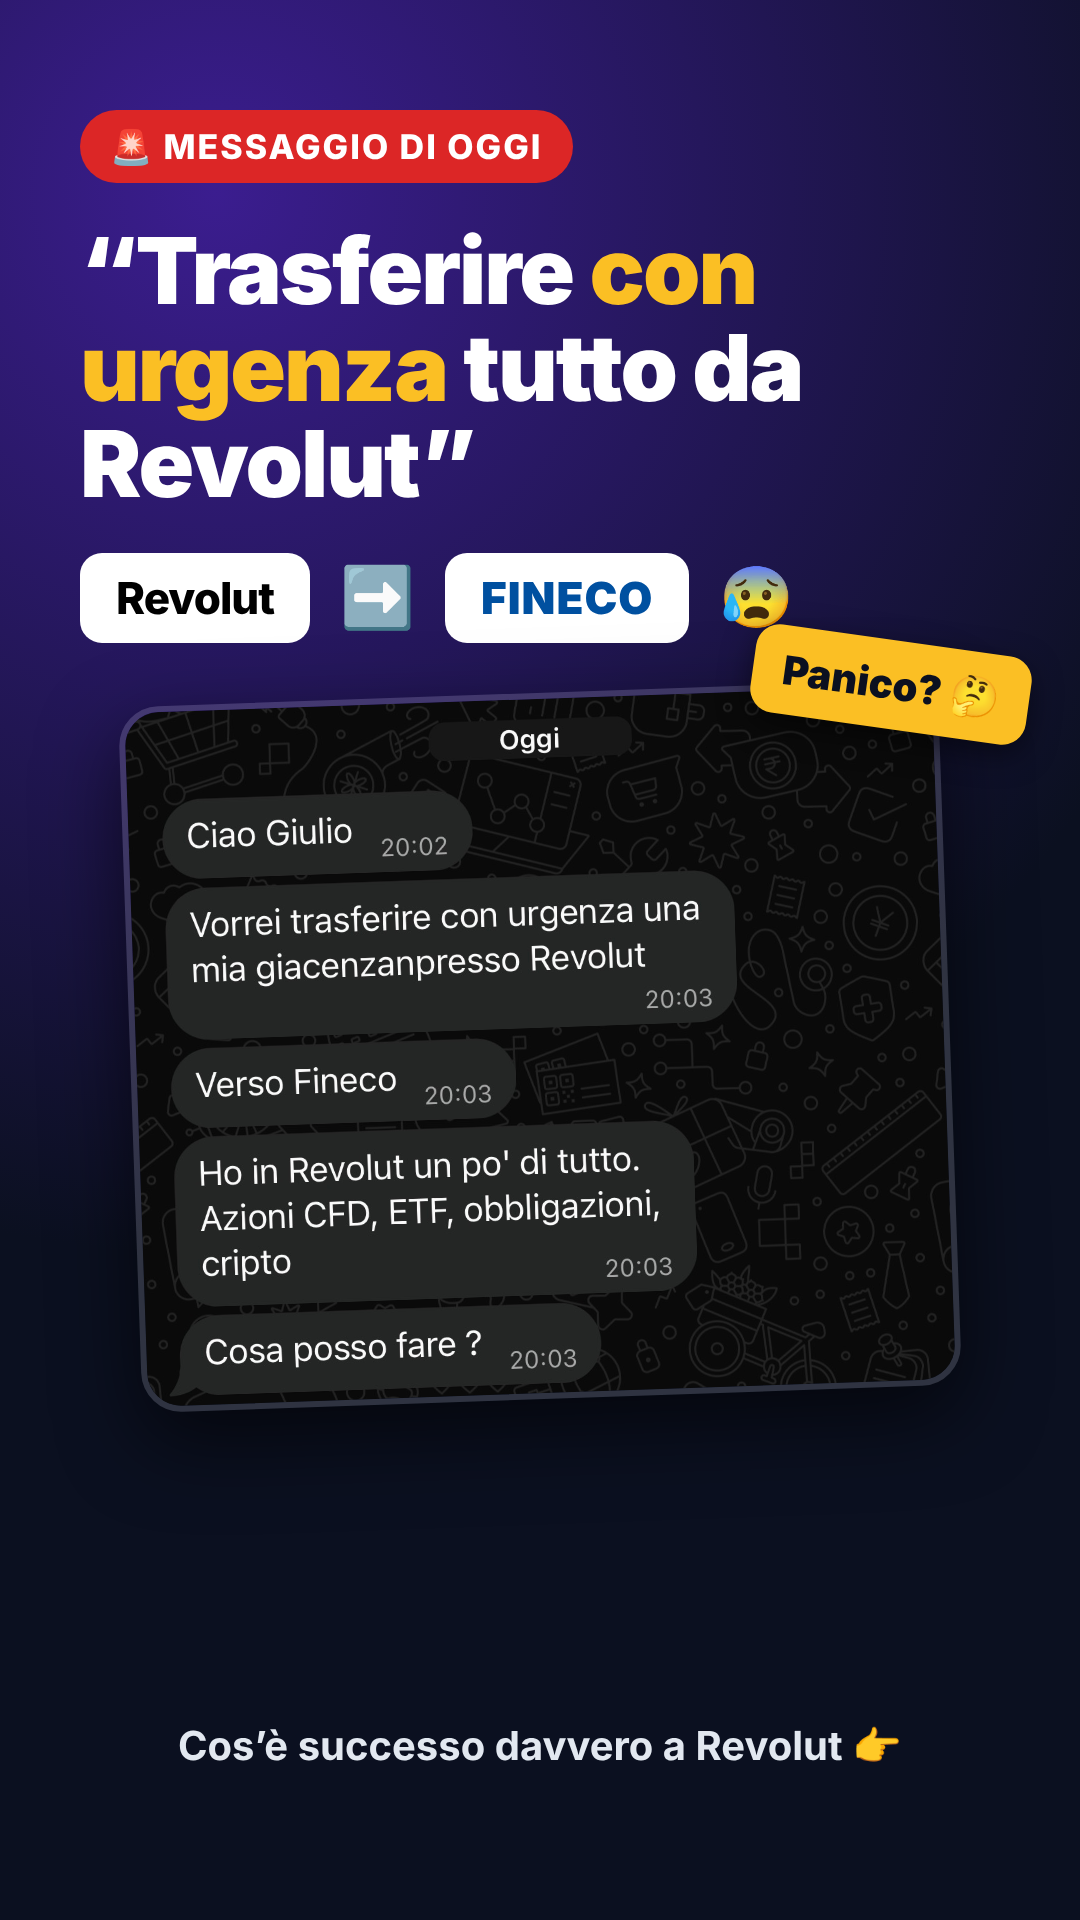 🚨 MESSAGGIO DI OGGI
“Trasferire con
urgenza tutto da
Revolut”
Revolut ➡️ FINECO 😰
Panico? 🤔
Oggi
Ciao Giulio 20:02
Vorrei trasferire con urgenza una
mia giacenzanpresso Revolut
20:03
Verso Fineco 20:03
Ho in Revolut un po' di tutto.
Azioni CFD, ETF, obbligazioni,
cripto 20:03
Cosa posso fare ? 20:03
Cos’è successo davvero a Revolut 👉